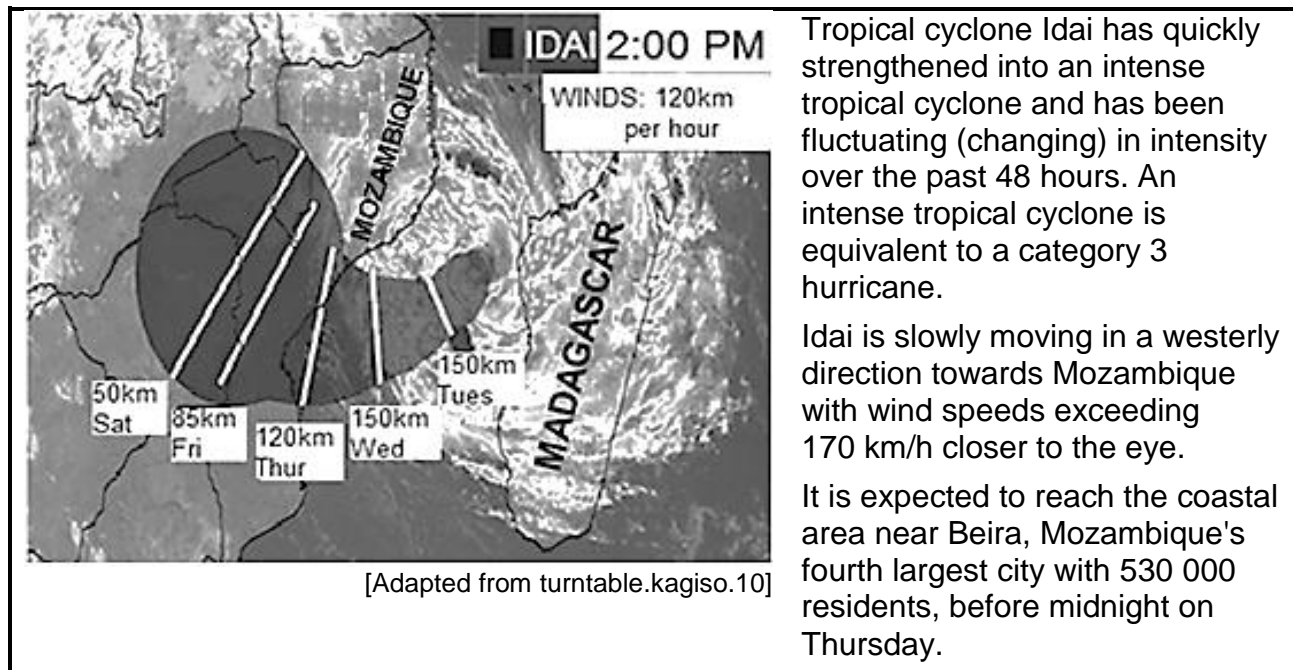 IDAI 2:00 PM
WINDS: 120km
per hour
MOZAMBIQUE
MADAGASCAR
50km
Sat
85km
Fri
120km
Thur
150km
Wed
150km
Tues
[Adapted from turntable.kagiso.10]
Tropical cyclone Idai has quickly
strengthened into an intense
tropical cyclone and has been
fluctuating (changing) in intensity
over the past 48 hours. An
intense tropical cyclone is
equivalent to a category 3
hurricane.
Idai is slowly moving in a westerly
direction towards Mozambique
with wind speeds exceeding
170 km/h closer to the eye.
It is expected to reach the coastal
area near Beira, Mozambique's
fourth largest city with 530 000
residents, before midnight on
Thursday.